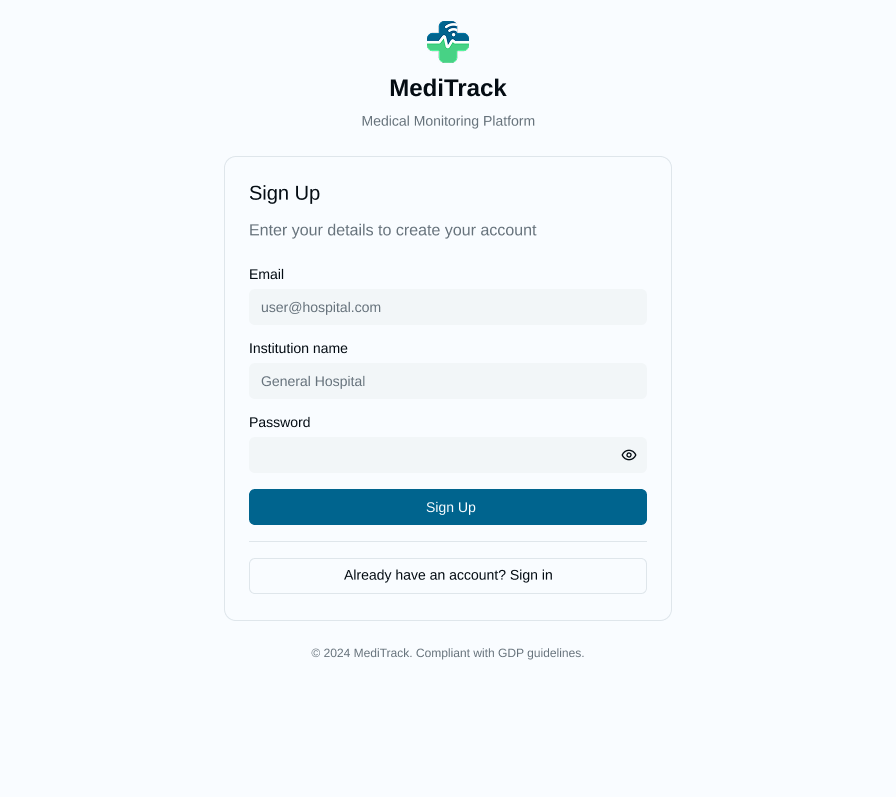 MediTrack
Medical Monitoring Platform
Sign Up
Enter your details to create your account
Email
user@hospital.com
Institution name
General Hospital
Password
Sign Up
Already have an account? Sign in
© 2024 MediTrack. Compliant with GDP guidelines.